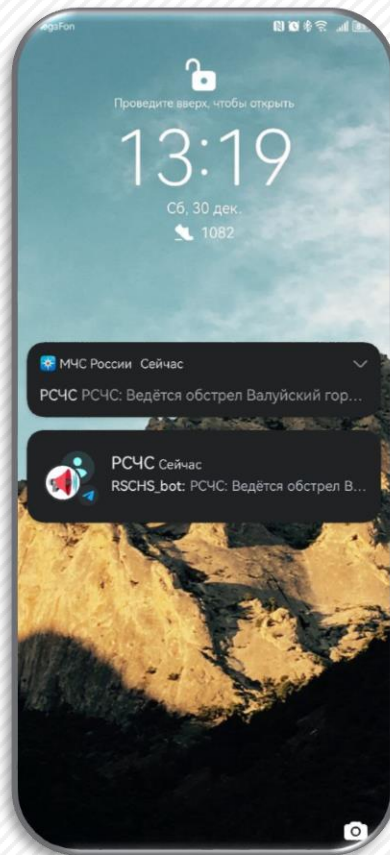 MegaFon
Проведите вверх, чтобы открыть
13:19
Сб, 30 дек.
1082
МЧС России Сейчас
РСЧС РСЧС: Ведётся обстрел Валуйский гор...
РСЧС Сейчас
RSCHS_bot: РСЧС: Ведётся обстрел В...